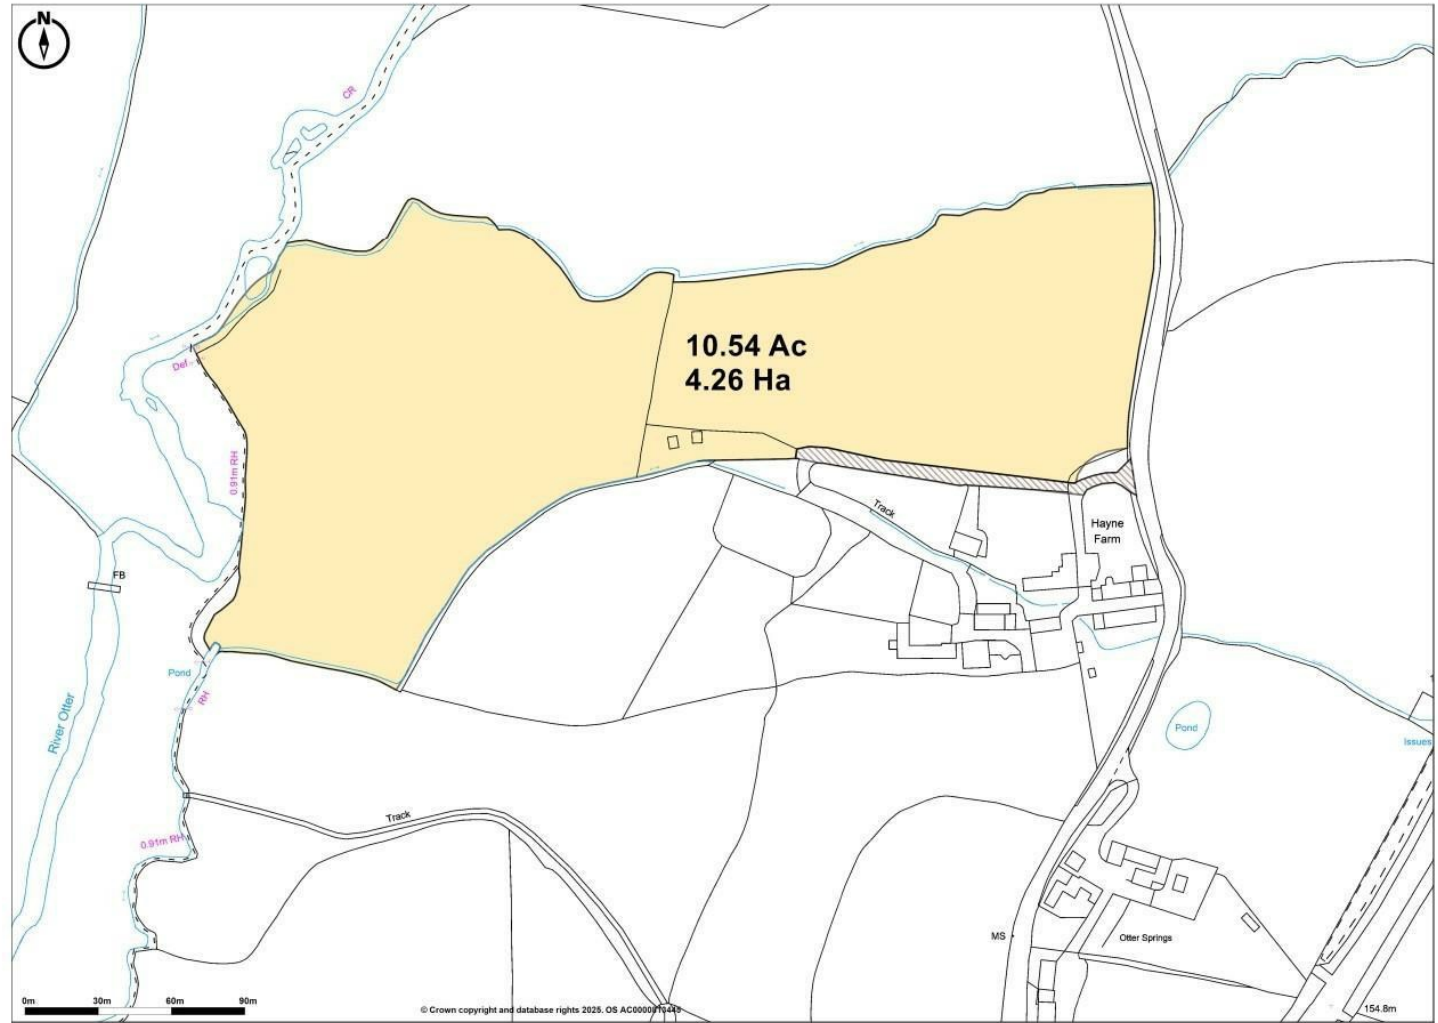 N
CR
Def
10.54 Ac
4.26 Ha
0.91m RH
Track
Hayne
Farm
FB
Pond
RH
River Otter
Pond
Issues
Track
0.91m RH
MS
Otter Springs
0m 30m 60m 90m
© Crown copyright and database rights 2025. OS
154.8m